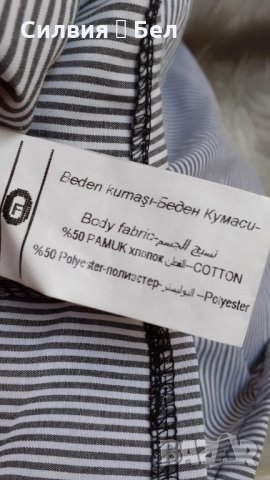 Силвия Бел
F
Beden kumaşı-Беден Кумаси-
Body fabric-نسيج الجسم
%50 PAMUK хлопок القطن-COTTON
%50 Polyester-полиэстер- البوليستر-Polyester
BAZAR